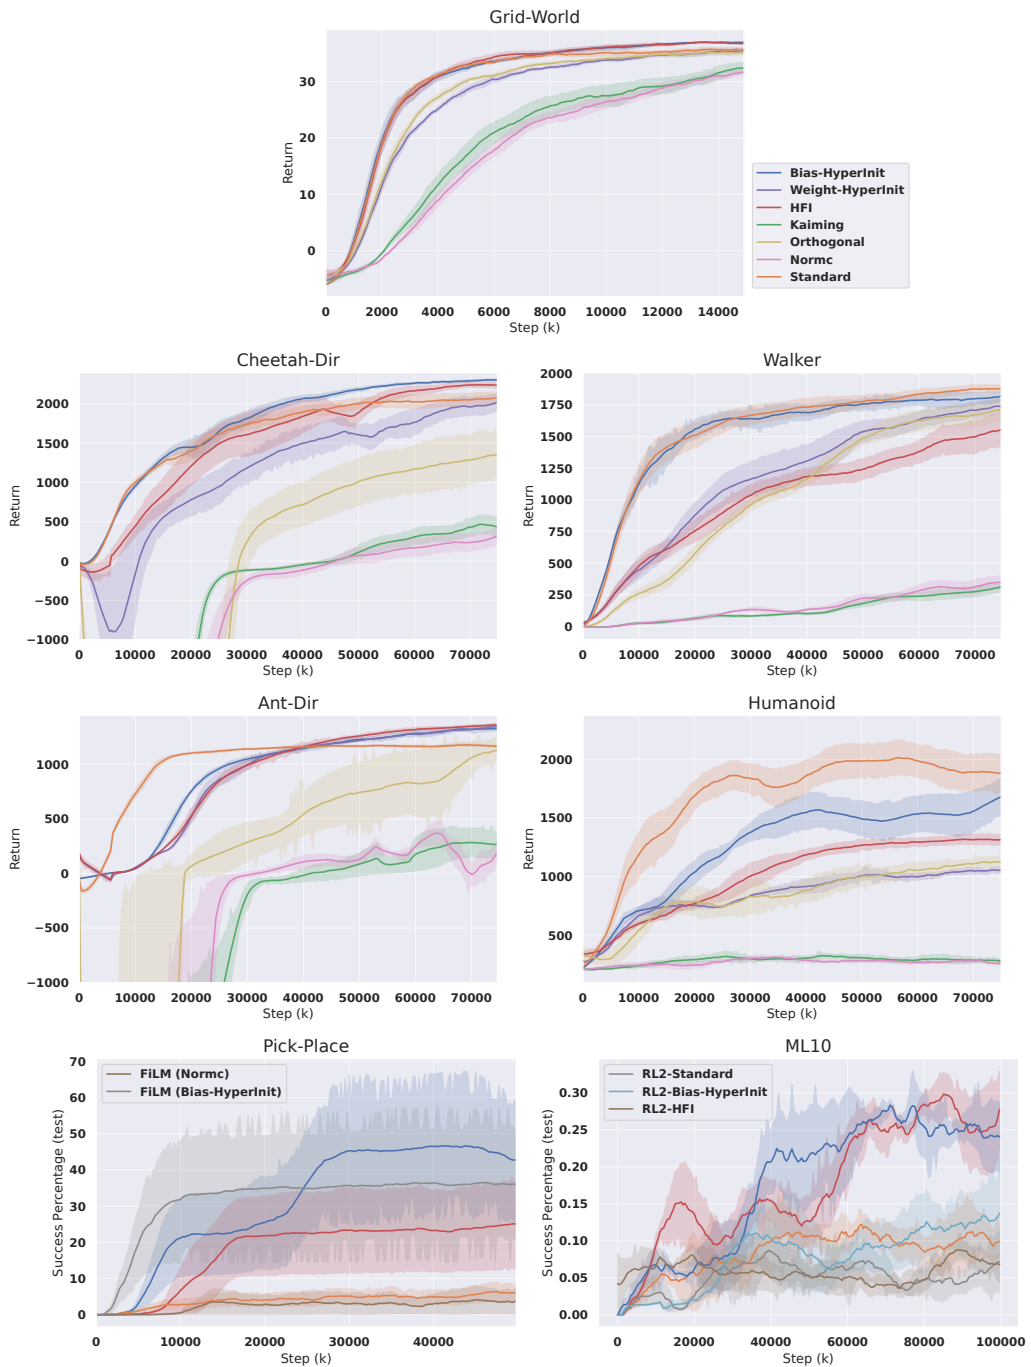 Grid-World
Return
30
20
10
0
0 2000 4000 6000 8000 10000 12000 14000
Step (k)
Bias-HyperInit
Weight-HyperInit
HFI
Kaiming
Orthogonal
Normc
Standard
Cheetah-Dir
Return
2000
1500
1000
500
0
−500
−1000
0 10000 20000 30000 40000 50000 60000 70000
Step (k)
Walker
Return
2000
1750
1500
1250
1000
750
500
250
0
0 10000 20000 30000 40000 50000 60000 70000
Step (k)
Ant-Dir
Return
1000
500
0
−500
−1000
0 10000 20000 30000 40000 50000 60000 70000
Step (k)
Humanoid
Return
2000
1500
1000
500
0 10000 20000 30000 40000 50000 60000 70000
Step (k)
Pick-Place
Success Percentage (test)
70
60
50
40
30
20
10
0
FiLM (Normc)
FiLM (Bias-HyperInit)
0 10000 20000 30000 40000
Step (k)
ML10
Success Percentage (test)
0.30
0.25
0.20
0.15
0.10
0.05
0.00
RL2-Standard
RL2-Bias-HyperInit
RL2-HFI
0 20000 40000 60000 80000 100000
Step (k)